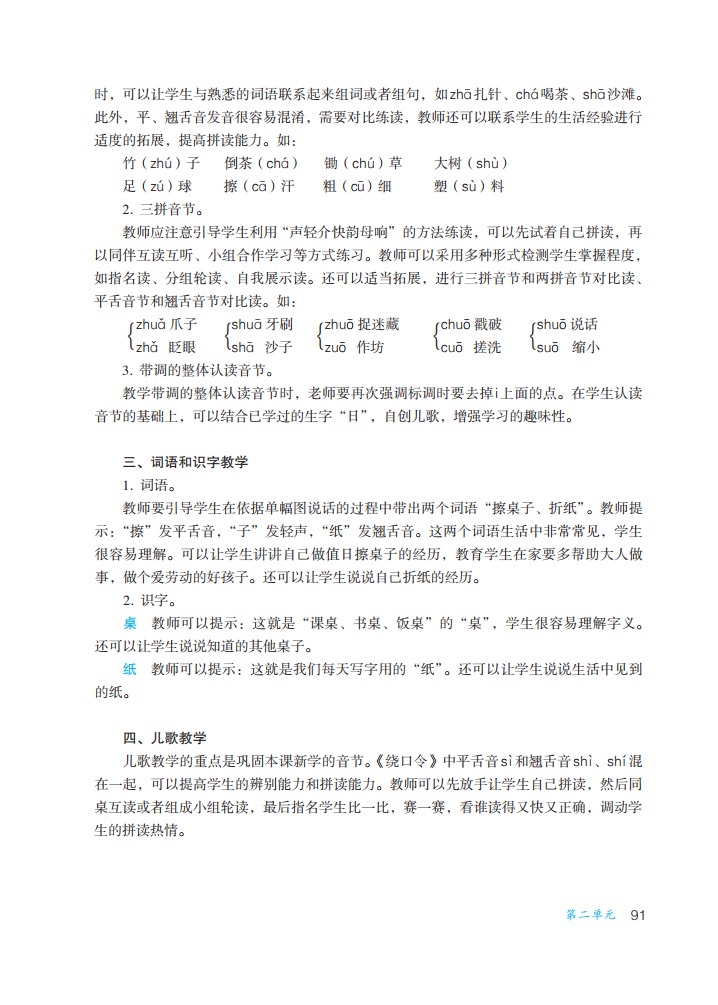 时，可以让学生与熟悉的词语联系起来组词或者组句，如zhā扎针、chá喝茶、shā沙滩。
此外，平、翘舌音发音很容易混淆，需要对比练读，教师还可以联系学生的生活经验进行
适度的拓展，提高拼读能力。如：
竹（zhú）子 倒茶（chá） 锄（chú）草 大树（shù）
足（zú）球 擦（cā）汗 粗（cū）细 塑（sù）料
2. 三拼音节。
教师应注意引导学生利用“声轻介快韵母响”的方法练读，可以先试着自己拼读，再
以同伴互读互听、小组合作学习等方式练习。教师可以采用多种形式检测学生掌握程度，
如指名读、分组轮读、自我展示读。还可以适当拓展，进行三拼音节和两拼音节对比读、
平舌音节和翘舌音节对比读。如：
zhuǎ 爪子 shuā 牙刷 zhuō 捉迷藏 chuō 戳破 shuō 说话
zhǎ 眨眼 shā 沙子 zuō 作坊 cuō 搓洗 suō 缩小
3. 带调的整体认读音节。
教学带调的整体认读音节时，老师要再次强调标调时要去掉i上面的点。在学生认读
音节的基础上，可以结合已学过的生字“日”，自创儿歌，增强学习的趣味性。
三、词语和识字教学
1. 词语。
教师要引导学生在依据单幅图说话的过程中带出两个词语“擦桌子、折纸”。教师提
示：“擦”发平舌音，“子”发轻声，“纸”发翘舌音。这两个词语生活中非常常见，学生
很容易理解。可以让学生讲讲自己做值日擦桌子的经历，教育学生在家要多帮助大人做
事，做个爱劳动的好孩子。还可以让学生说说自己折纸的经历。
2. 识字。
桌 教师可以提示：这就是“课桌、书桌、饭桌”的“桌”，学生很容易理解字义。
还可以让学生说说知道的其他桌子。
纸 教师可以提示：这就是我们每天写字用的“纸”。还可以让学生说说生活中见到
的纸。
四、儿歌教学
儿歌教学的重点是巩固本课新学的音节。《绕口令》中平舌音sì和翘舌音shì、shí混
在一起，可以提高学生的辨别能力和拼读能力。教师可以先放手让学生自己拼读，然后同
桌互读或者组成小组轮读，最后指名学生比一比，赛一赛，看谁读得又快又正确，调动学
生的拼读热情。
第二单元 91